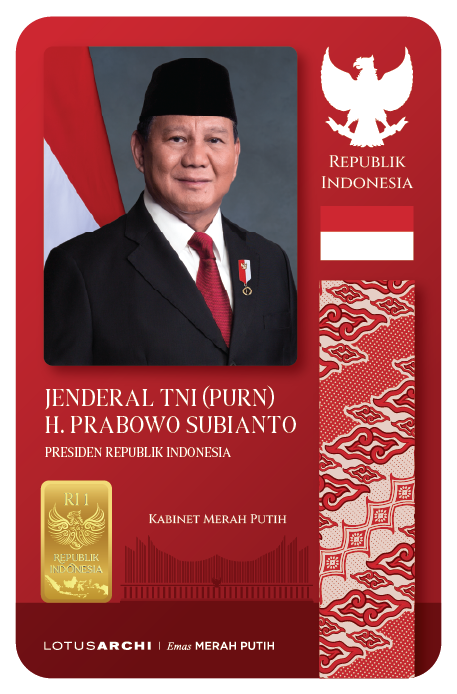 REPUBLIK
INDONESIA
JENDERAL TNI (PURN)
H. PRABOWO SUBIANTO
PRESIDEN REPUBLIK INDONESIA
RI 1
REPUBLIK
INDONESIA
KABINET MERAH PUTIH
LOTUSARCHI | Emas MERAH PUTIH